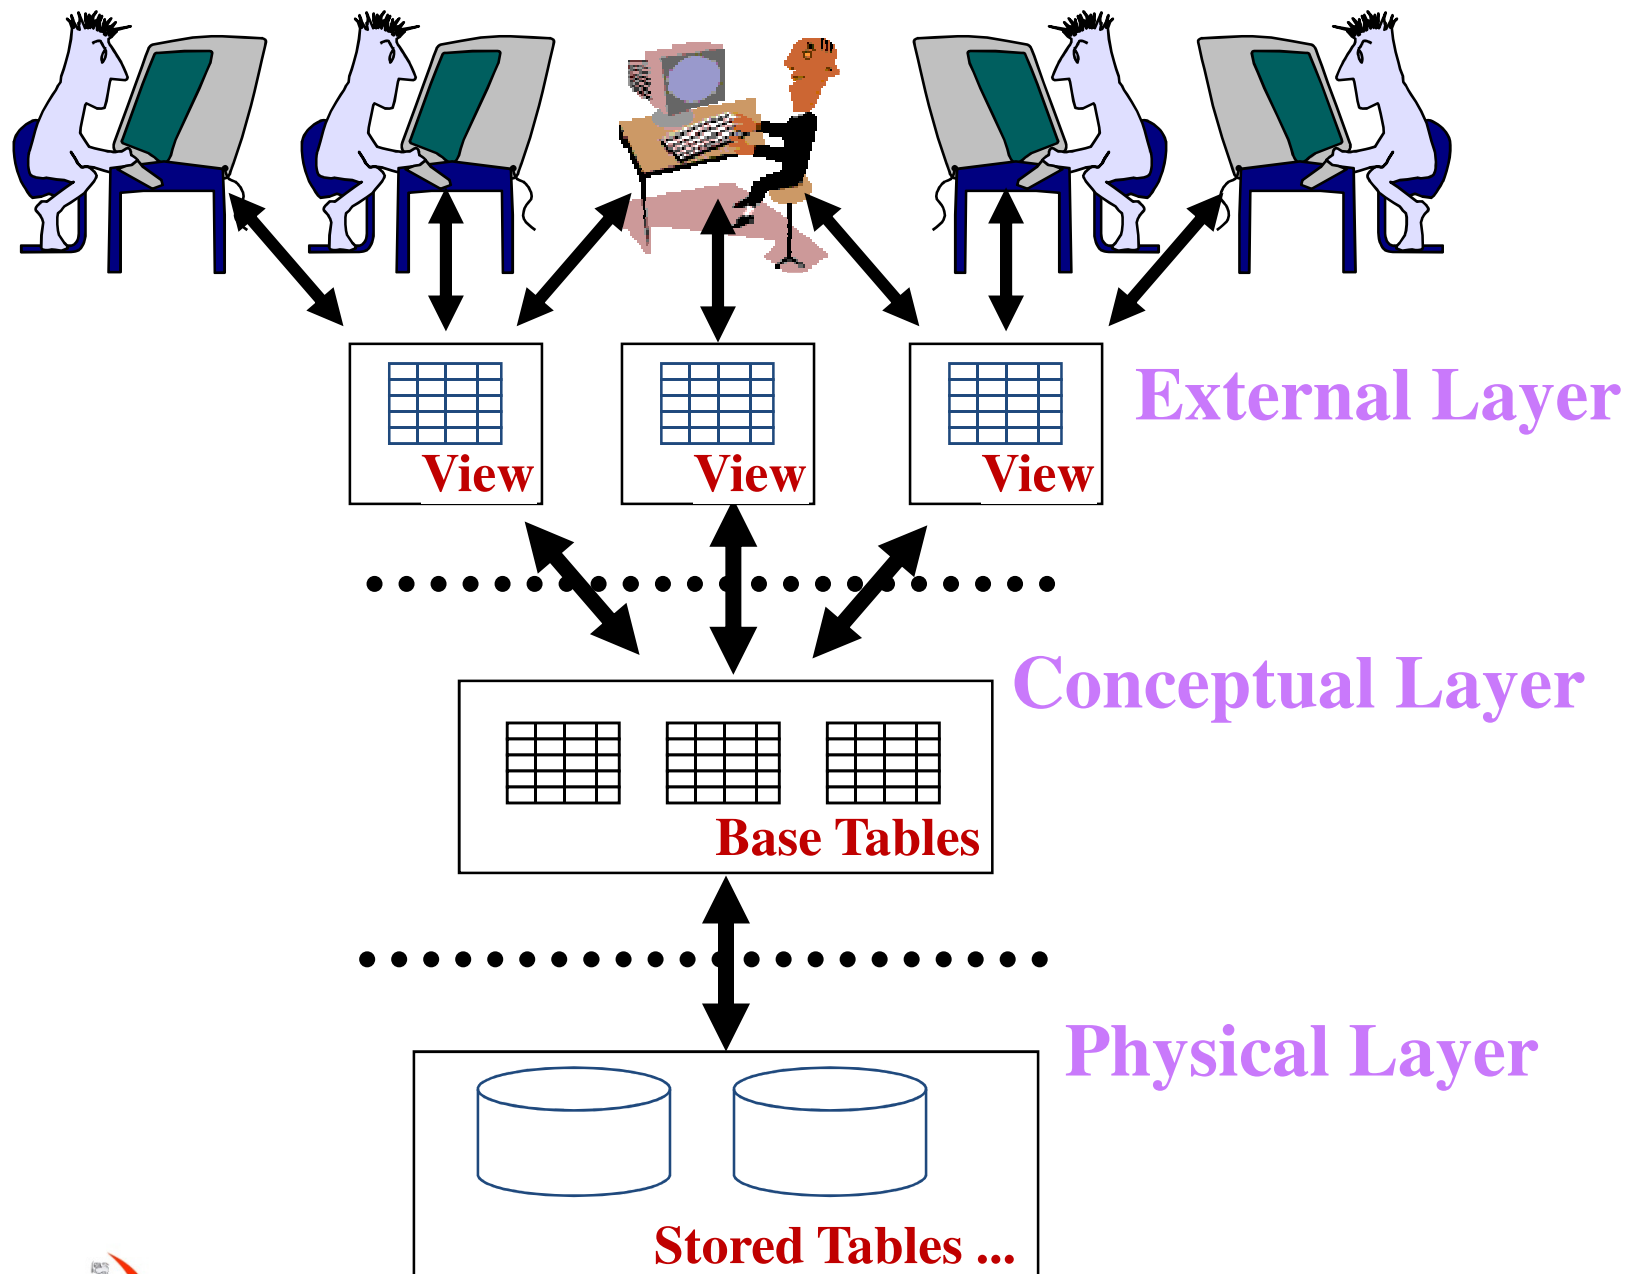 External Layer
View
View
View
Conceptual Layer
Base Tables
Physical Layer
Stored Tables ...